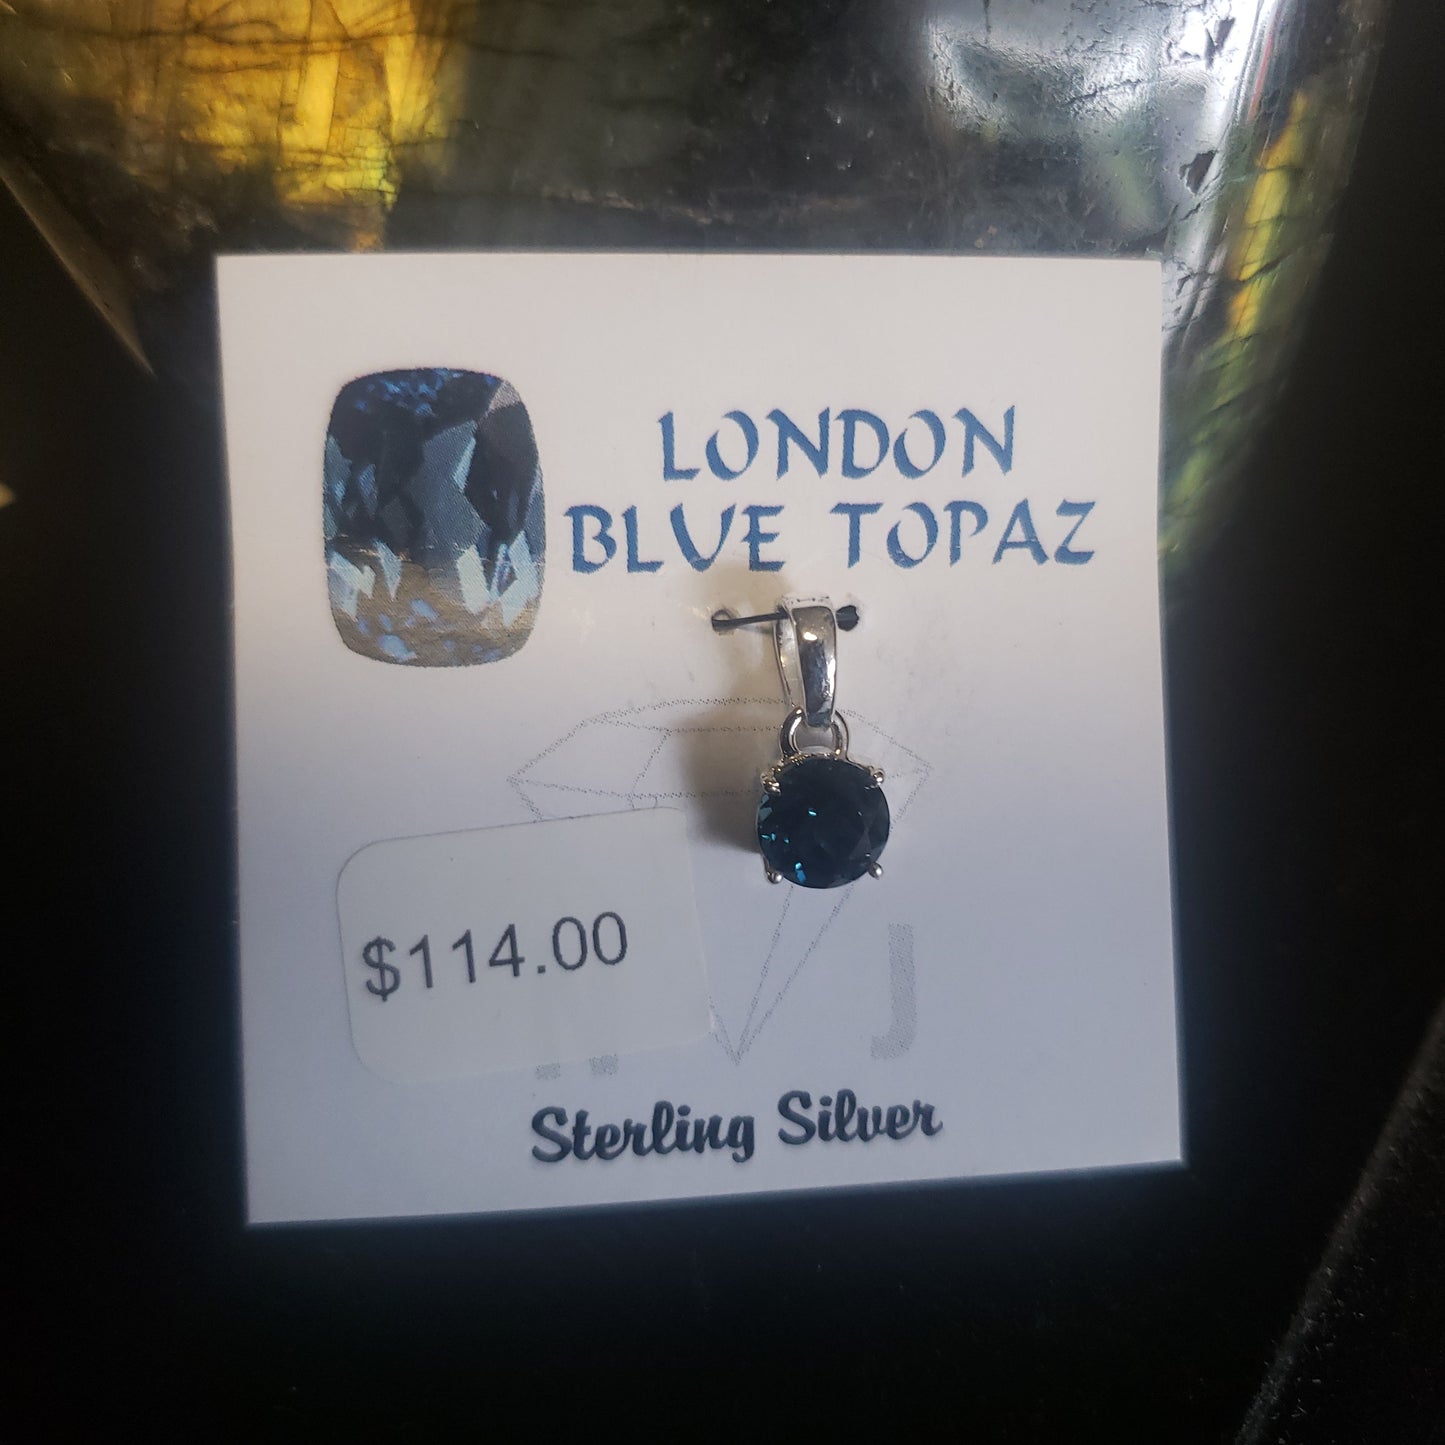 LONDON
BLUE TOPAZ
$114.00
J
Sterling Silver